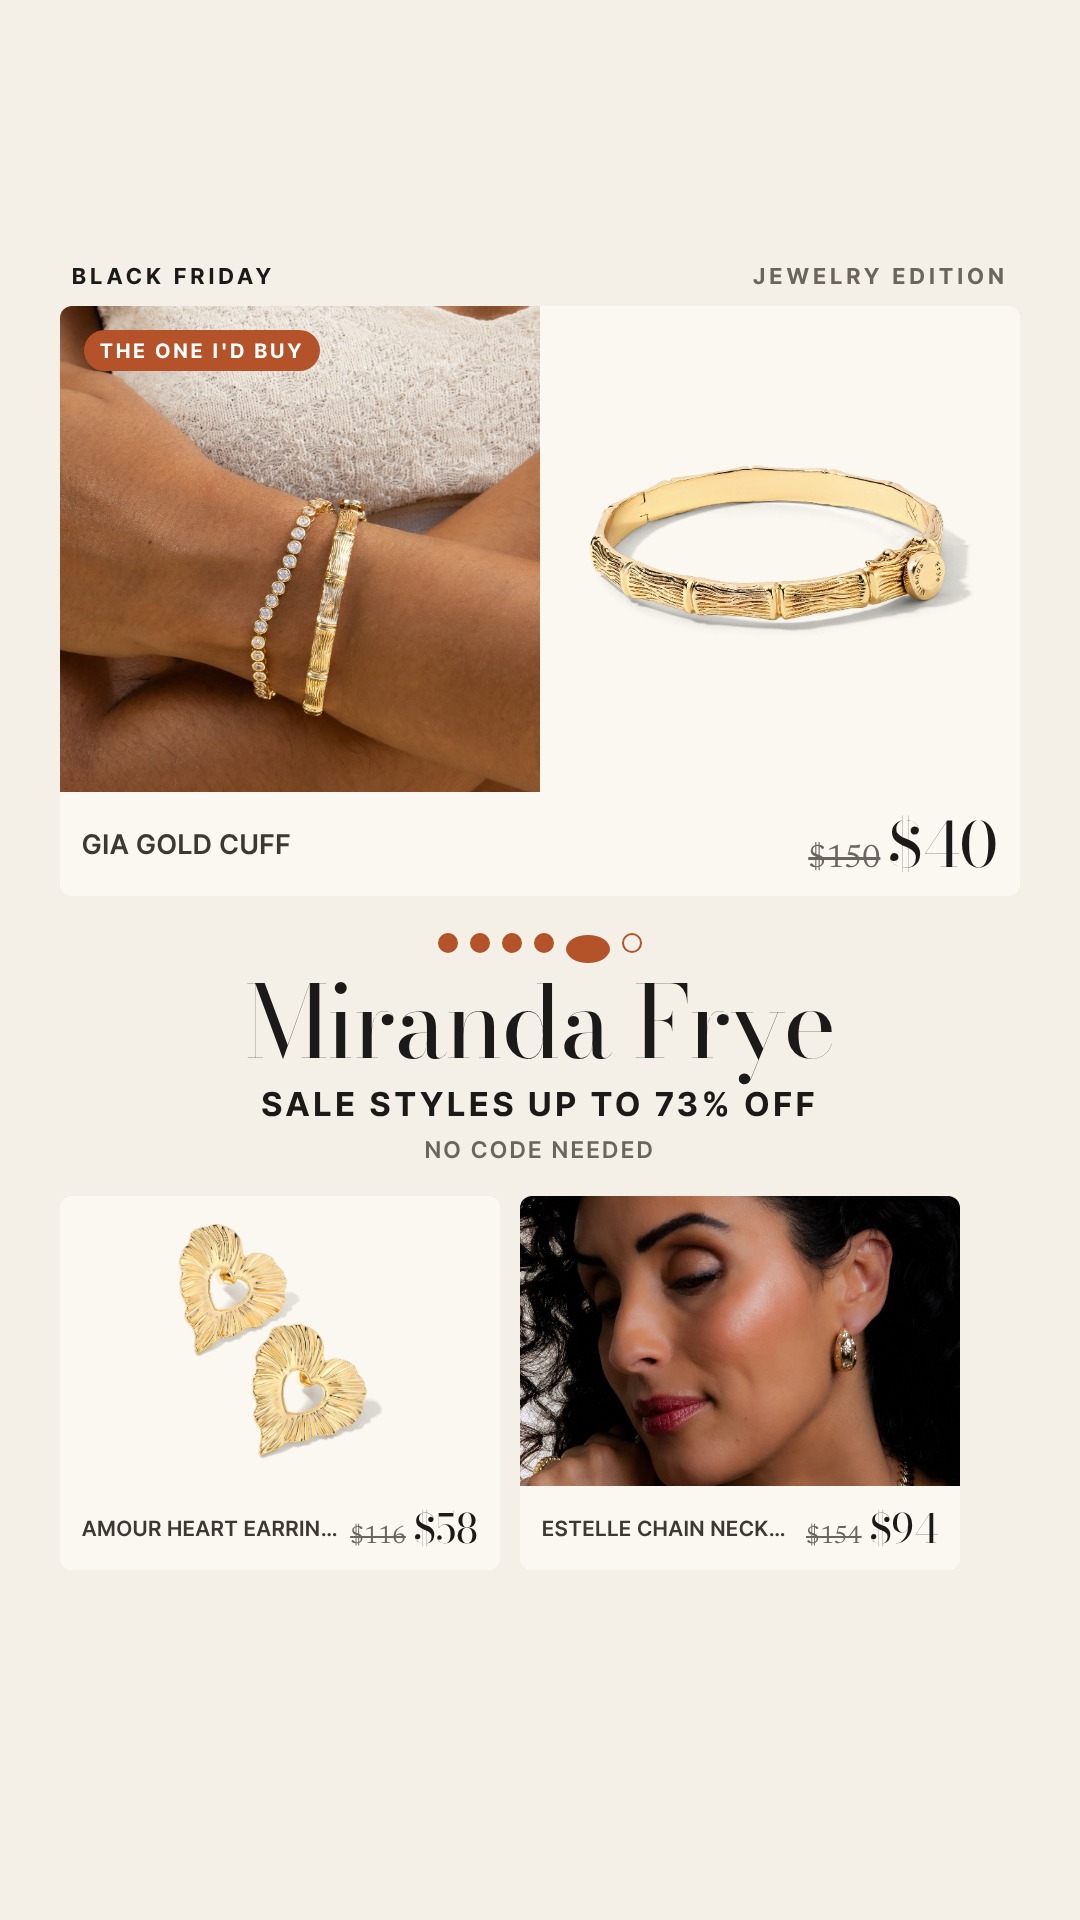 BLACK FRIDAY
JEWELRY EDITION
THE ONE I'D BUY
GIA GOLD CUFF
$150 $40
Miranda Frye
SALE STYLES UP TO 73% OFF
NO CODE NEEDED
AMOUR HEART EARRIN... $116 $58
ESTELLE CHAIN NECK... $154 $94